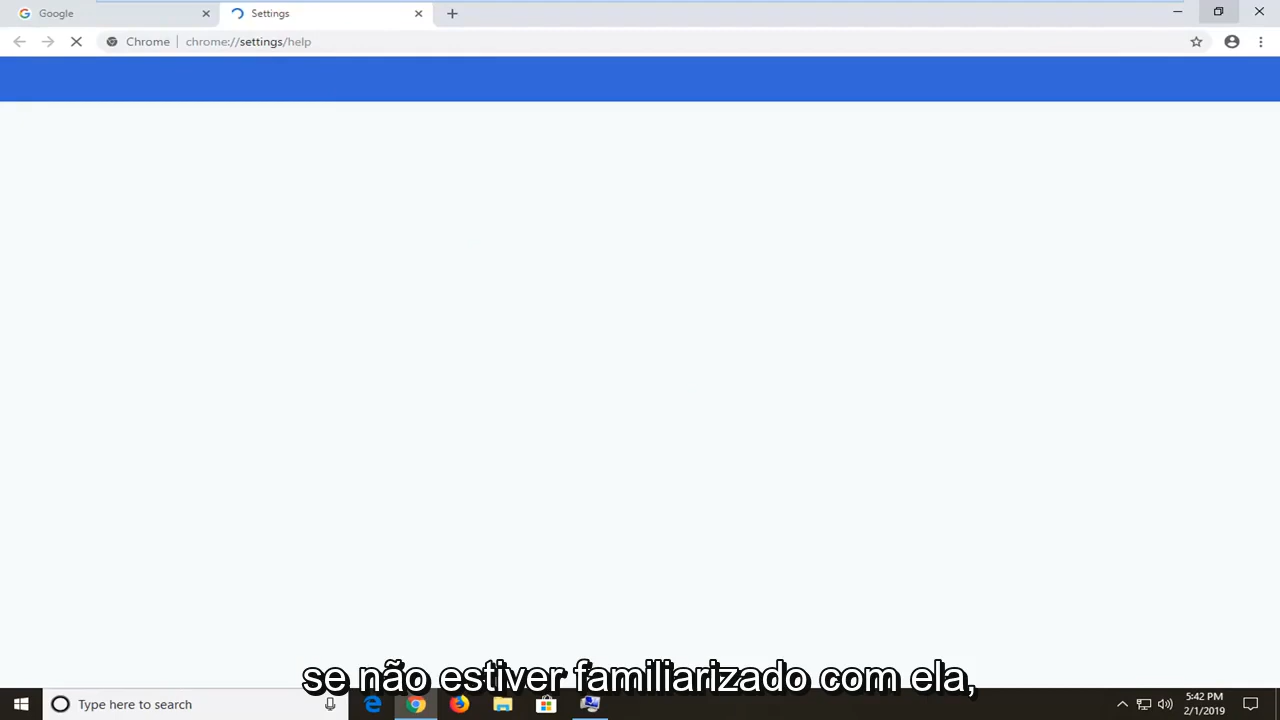 Google
Settings
Chrome
chrome://settings/help
se não estiver familiarizado com ela,
Type here to search
5:42 PM
2/1/2019